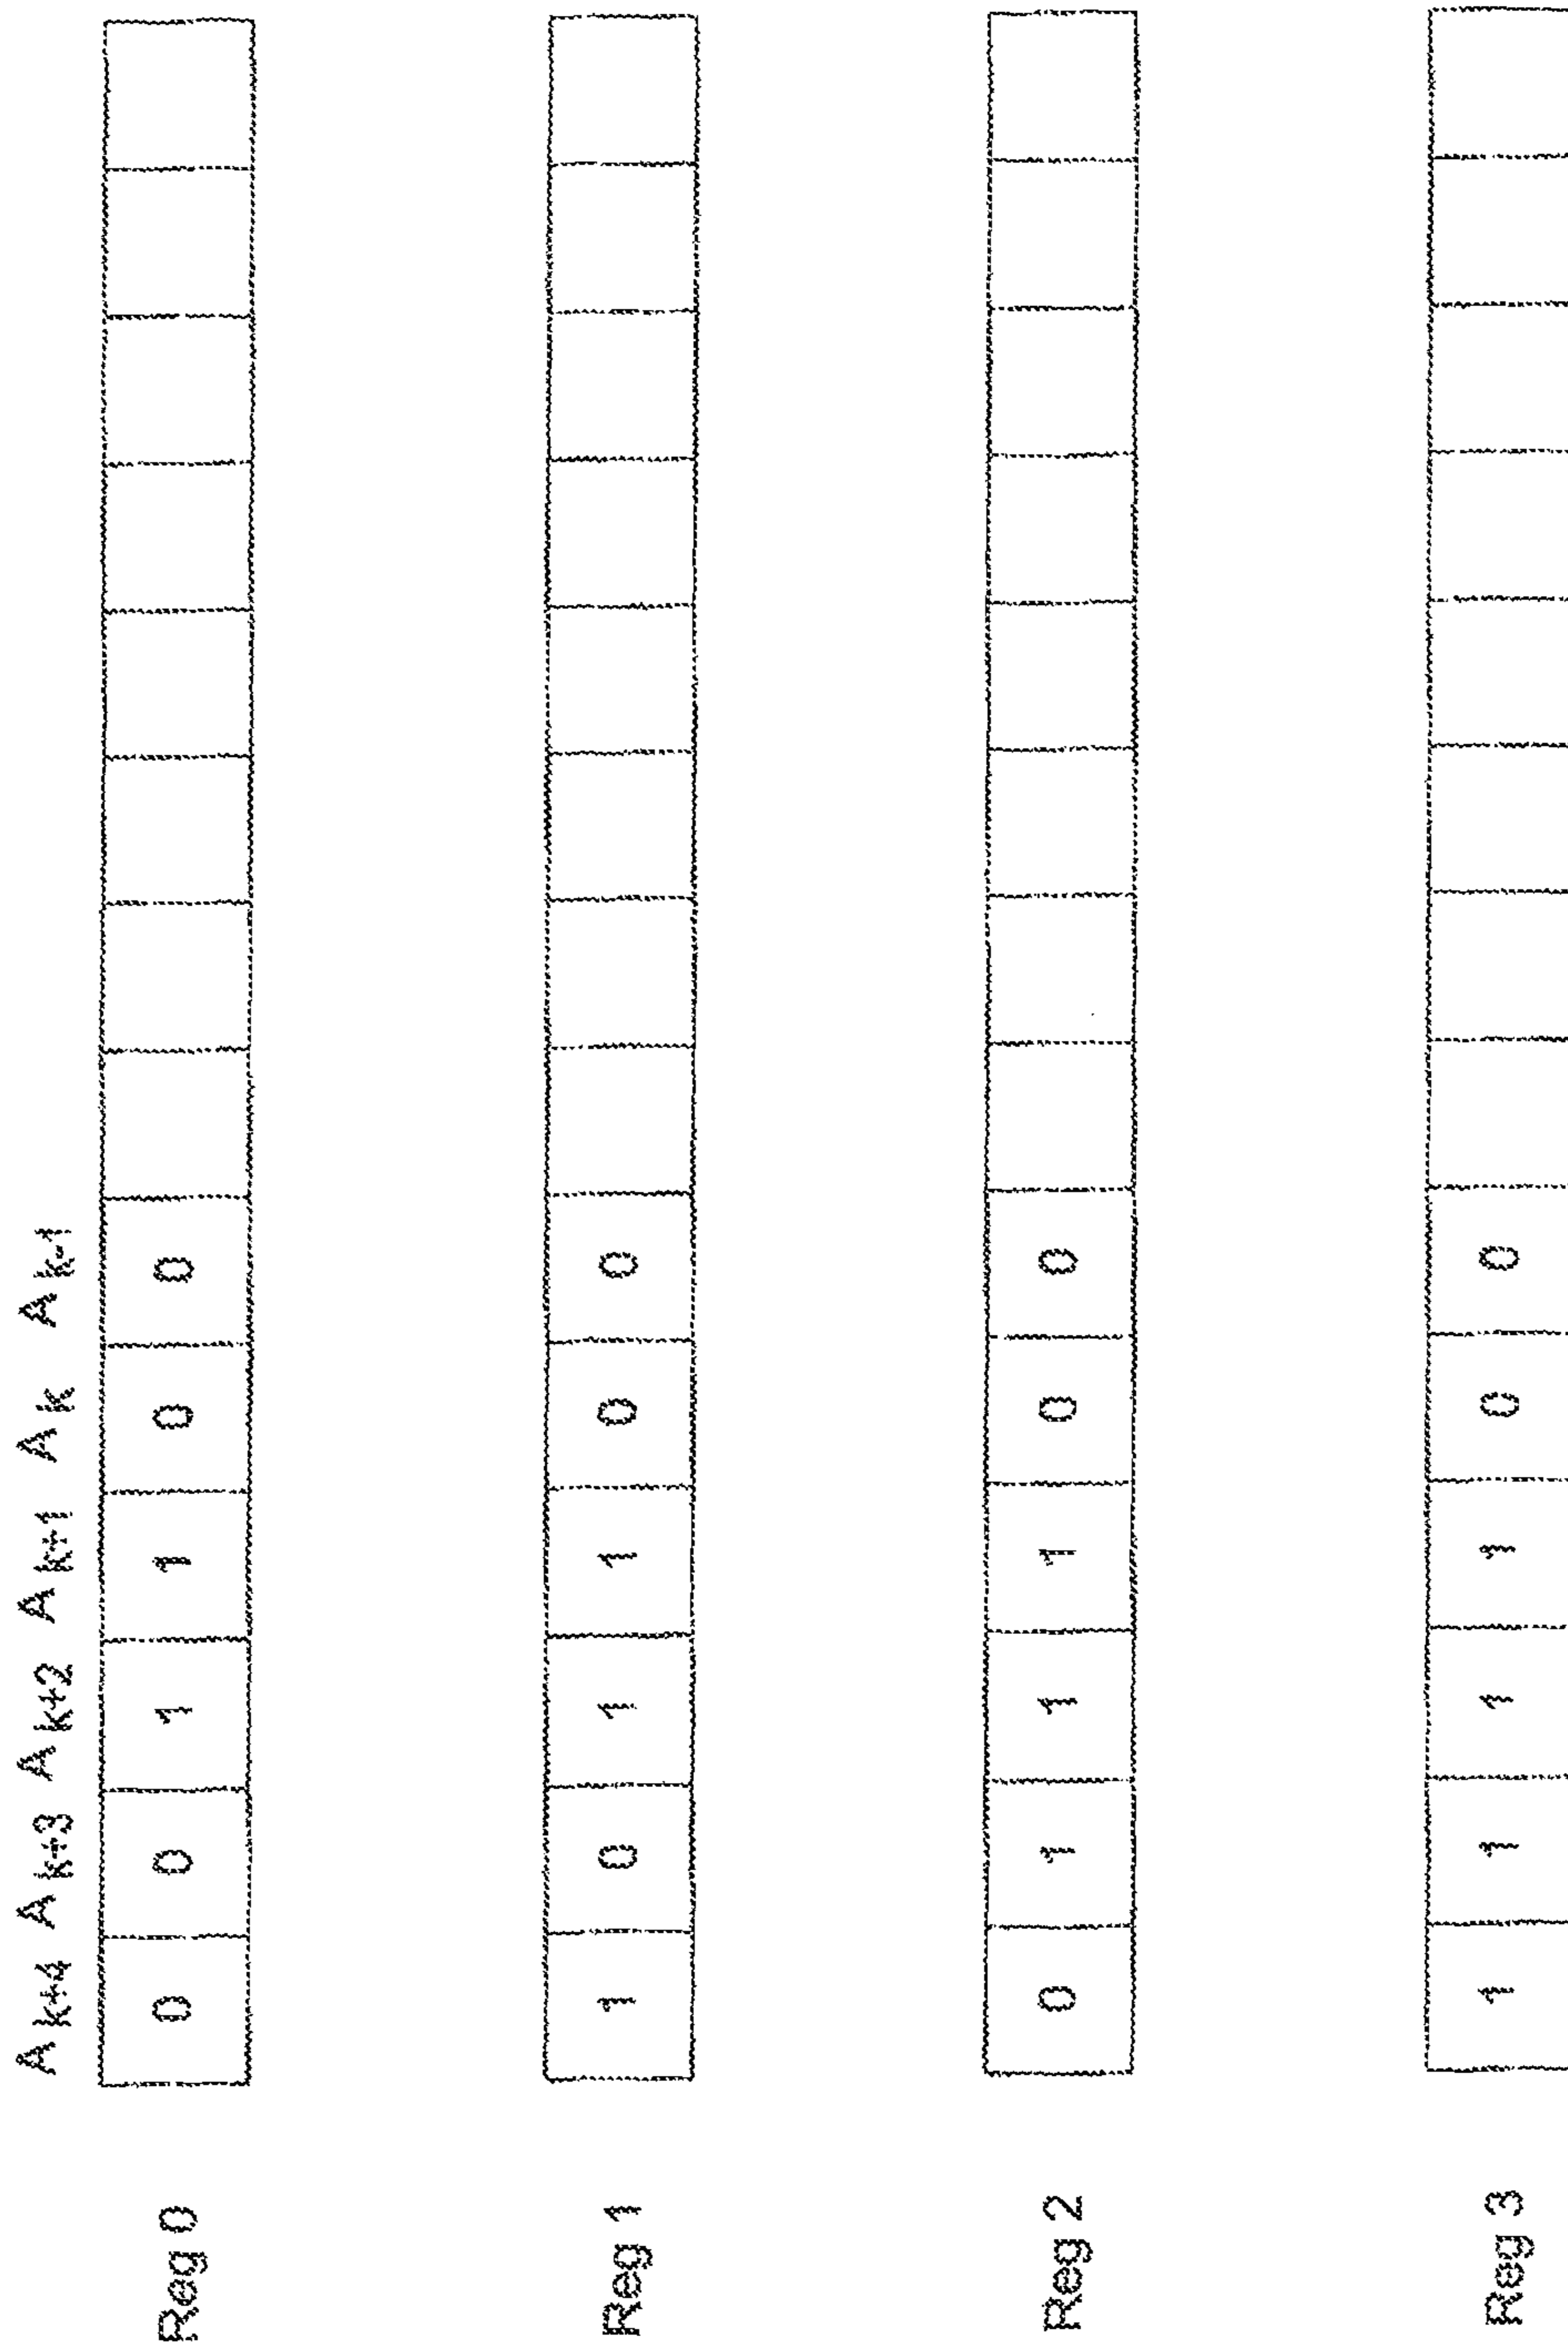 A k+4 A k+3 A k+2 A k+1 A k A k-1
Reg 0 0 0 1 1 0 0
Reg 1 1 0 1 1 0 0
Reg 2 0 1 1 1 0 0
Reg 3 1 1 1 1 0 0